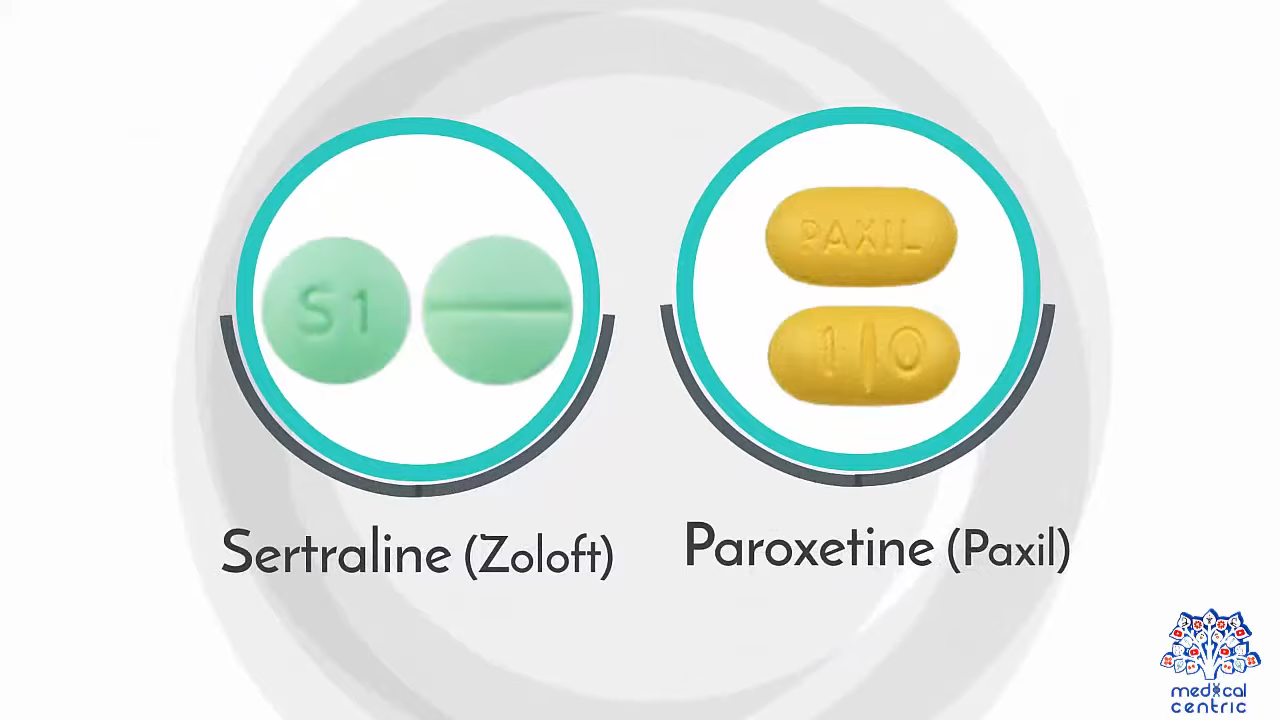 S1
PAXIL
10
Sertraline (Zoloft)
Paroxetine (Paxil)
medical
centric